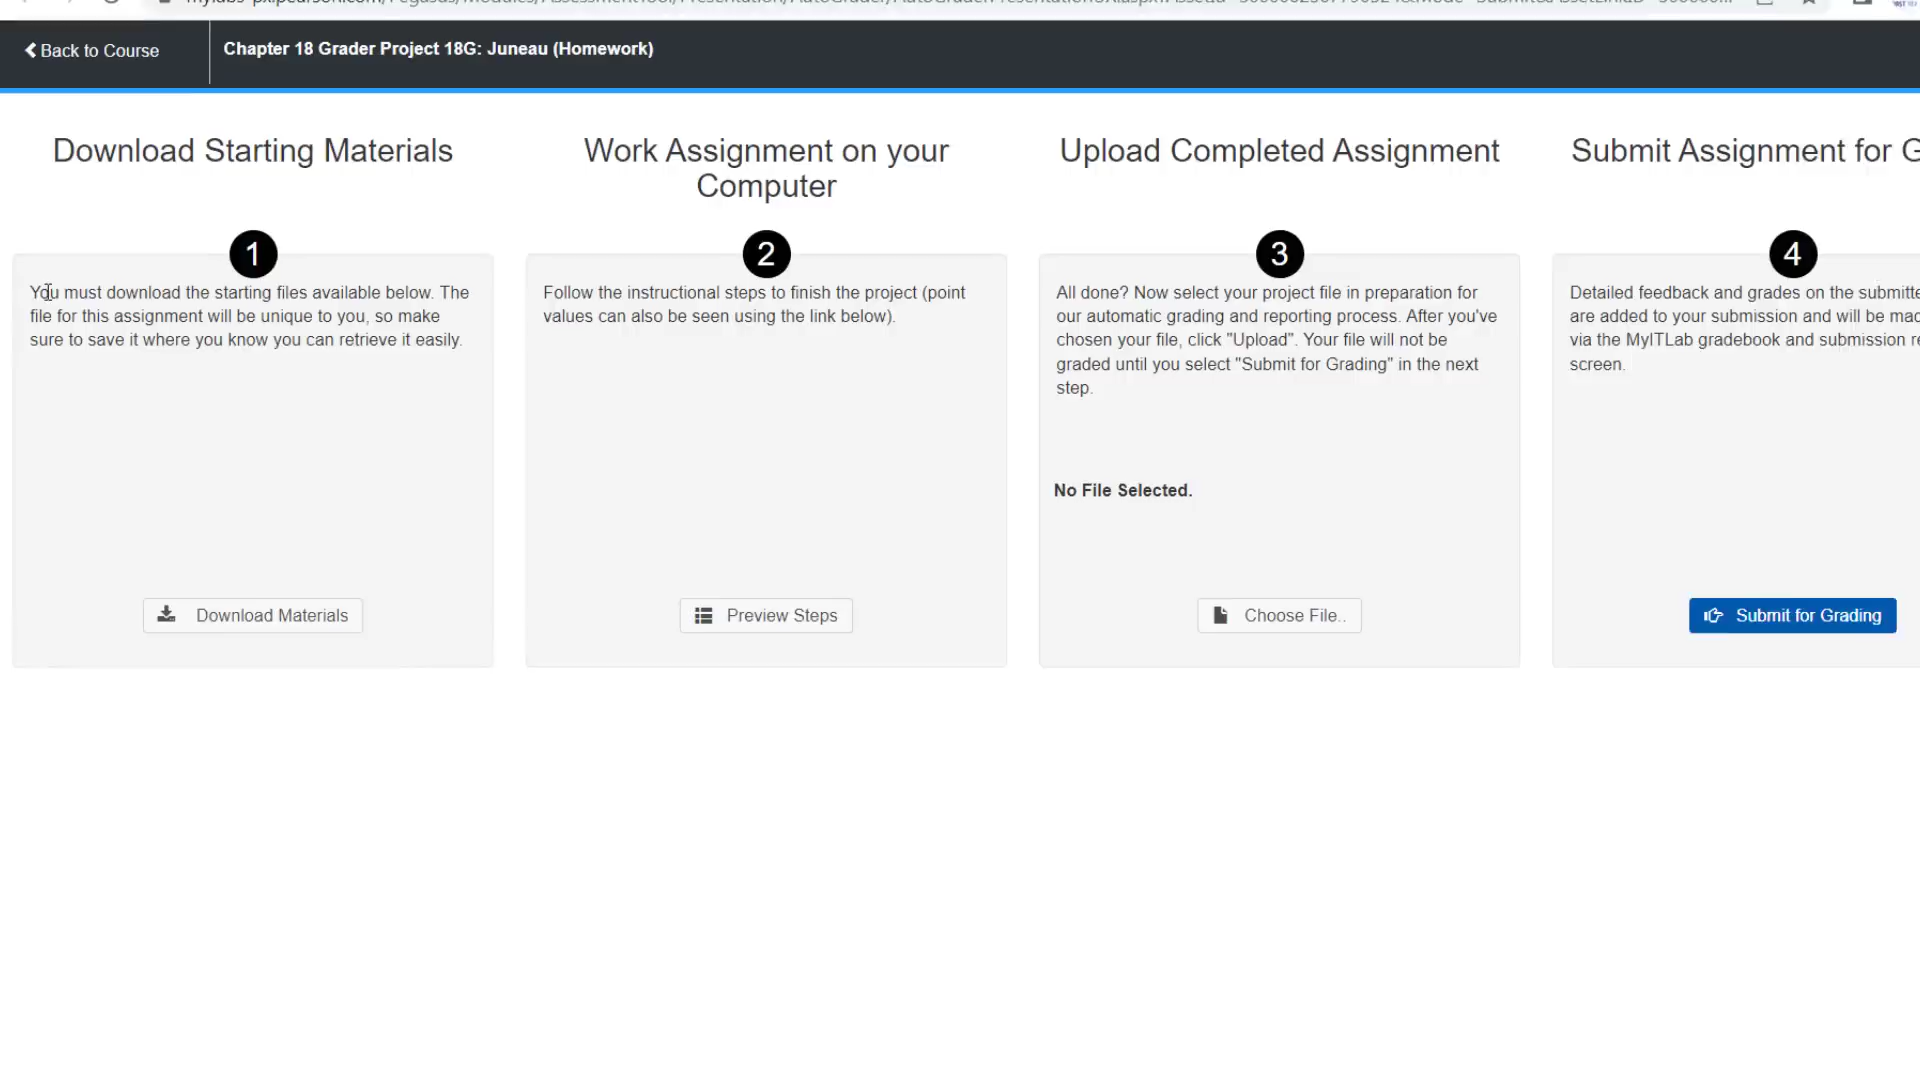 Back to Course
Chapter 18 Grader Project 18G: Juneau (Homework)
Download Starting Materials
1
You must download the starting files available below. The
file for this assignment will be unique to you, so make
sure to save it where you know you can retrieve it easily.
Download Materials
Work Assignment on your
Computer
2
Follow the instructional steps to finish the project (point
values can also be seen using the link below).
Preview Steps
Upload Completed Assignment
3
All done? Now select your project file in preparation for
our automatic grading and reporting process. After you've
chosen your file, click "Upload". Your file will not be
graded until you select "Submit for Grading" in the next
step.
No File Selected.
Choose File..
Submit Assignment for G
4
Detailed feedback and grades on the submitte
are added to your submission and will be mad
via the MyITLab gradebook and submission re
screen.
Submit for Grading